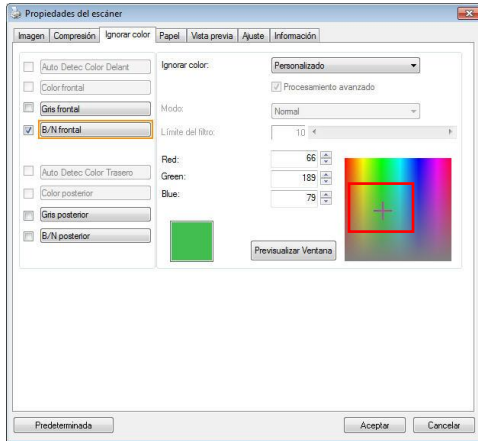 Propiedades del escáner
Imagen Compresión Ignorar color Papel Vista previa Ajuste Información
Auto Detec Color Delant
Color frontal
Gris frontal
B/N frontal
Auto Detec Color Trasero
Color posterior
Gris posterior
B/N posterior
Ignorar color: Personalizado
Procesamiento avanzado
Modo: Normal
Límite del filtro: 10
Red: 66
Green: 189
Blue: 79
Previsualizar Ventana
Predeterminada Aceptar Cancelar